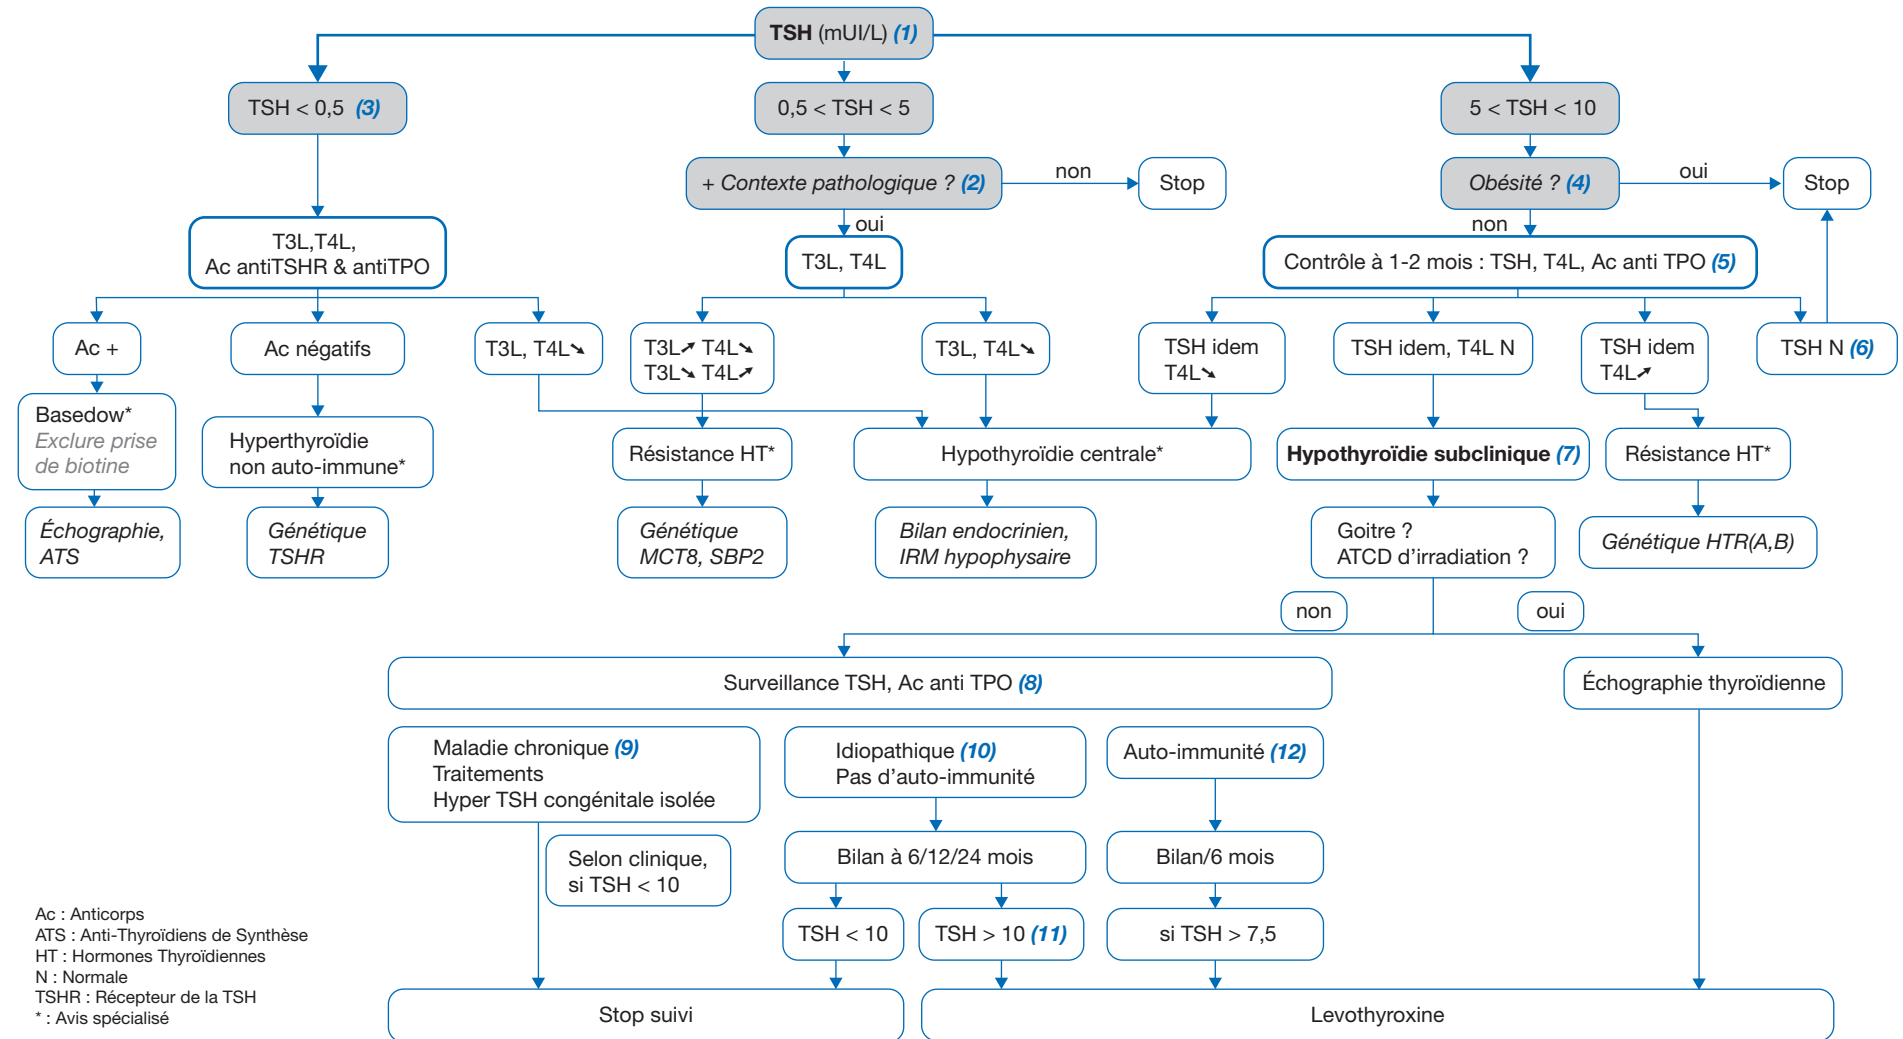 TSH (mUI/L) (1)
TSH < 0,5 (3)
0,5 < TSH < 5
5 < TSH < 10
+ Contexte pathologique ? (2)
non
Stop
Obésité ? (4)
oui
Stop
oui
non
T3L,T4L,
Ac antiTSHR & antiTPO
T3L, T4L
Contrôle à 1-2 mois : TSH, T4L, Ac anti TPO (5)
Ac +
Ac négatifs
T3L, T4L➘
T3L➚ T4L➘
T3L➘ T4L➚
T3L, T4L➘
TSH idem
T4L➘
TSH idem, T4L N
TSH idem
T4L➚
TSH N (6)
Basedow*
Exclure prise
de biotine
Hyperthyroïdie
non auto-immune*
Résistance HT*
Hypothyroïdie centrale*
Hypothyroïdie subclinique (7)
Résistance HT*
Échographie,
ATS
Génétique
TSHR
Génétique
MCT8, SBP2
Bilan endocrinien,
IRM hypophysaire
Goitre ?
ATCD d'irradiation ?
Génétique HTR(A,B)
non
oui
Surveillance TSH, Ac anti TPO (8)
Échographie thyroïdienne
Maladie chronique (9)
Traitements
Hyper TSH congénitale isolée
Idiopathique (10)
Pas d'auto-immunité
Auto-immunité (12)
Selon clinique,
si TSH < 10
Bilan à 6/12/24 mois
Bilan/6 mois
TSH < 10
TSH > 10 (11)
si TSH > 7,5
Stop suivi
Levothyroxine
Ac : Anticorps
ATS : Anti-Thyroïdiens de Synthèse
HT : Hormones Thyroïdiennes
N : Normale
TSHR : Récepteur de la TSH
* : Avis spécialisé